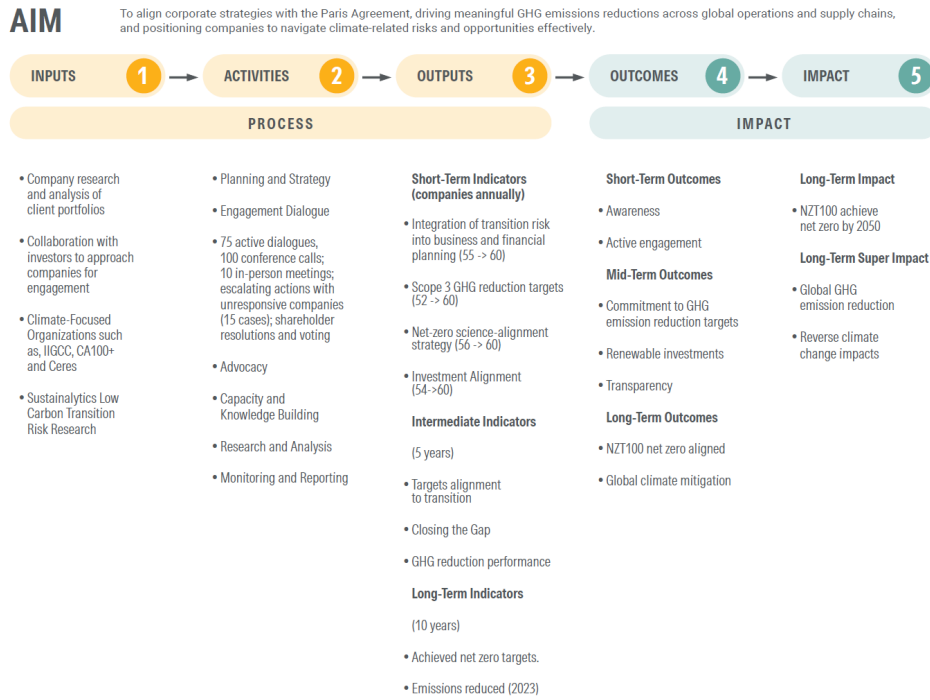 AIM
To align corporate strategies with the Paris Agreement, driving meaningful GHG emissions reductions across global operations and supply chains,
and positioning companies to navigate climate-related risks and opportunities effectively.
INPUTS 1
ACTIVITIES 2
OUTPUTS 3
OUTCOMES 4
IMPACT 5
PROCESS
IMPACT
• Company research
and analysis of
client portfolios
• Collaboration with
investors to approach
companies for
engagement
• Climate-Focused
Organizations such
as, IIGCC, CA100+
and Ceres
• Sustainalytics Low
Carbon Transition
Risk Research
• Planning and Strategy
• Engagement Dialogue
• 75 active dialogues,
100 conference calls;
10 in-person meetings;
escalating actions with
unresponsive companies
(15 cases); shareholder
resolutions and voting
• Advocacy
• Capacity and
Knowledge Building
• Research and Analysis
• Monitoring and Reporting
Short-Term Indicators
(companies annually)
• Integration of transition risk
into business and financial
planning (55 -> 60)
• Scope 3 GHG reduction targets
(52 -> 60)
• Net-zero science-alignment
strategy (56 -> 60)
• Investment Alignment
(54->60)
Intermediate Indicators
(5 years)
• Targets alignment
to transition
• Closing the Gap
• GHG reduction performance
Long-Term Indicators
(10 years)
• Achieved net zero targets.
• Emissions reduced (2023)
Short-Term Outcomes
• Awareness
• Active engagement
Mid-Term Outcomes
• Commitment to GHG
emission reduction targets
• Renewable investments
• Transparency
Long-Term Outcomes
• NZT100 net zero aligned
• Global climate mitigation
Long-Term Impact
• NZT100 achieve
net zero by 2050
Long-Term Super Impact
• Global GHG
emission reduction
• Reverse climate
change impacts